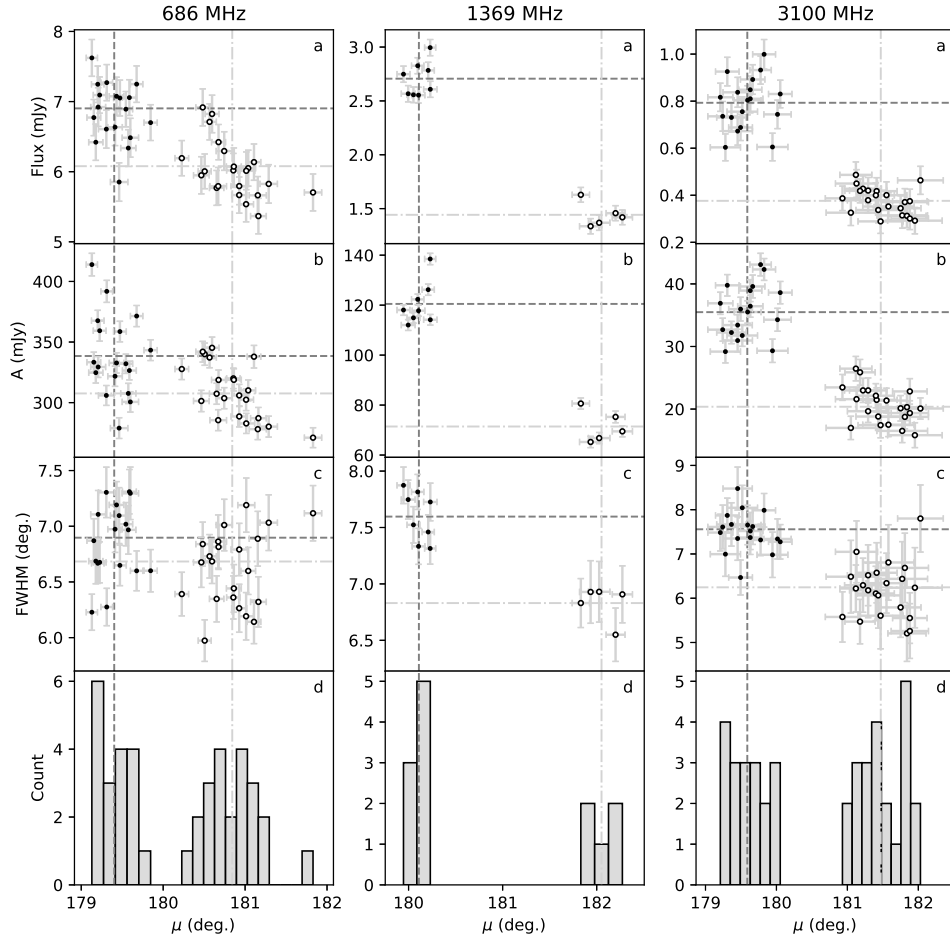 686 MHz
1369 MHz
3100 MHz
a
a
a
8
7
6
5
Flux (mJy)
3.0
2.5
2.0
1.5
1.0
0.8
0.6
0.4
0.2
b
b
b
400
350
300
A (mJy)
140
120
100
80
60
40
30
20
c
c
c
7.5
7.0
6.5
6.0
FWHM (deg.)
8.0
7.5
7.0
6.5
9
8
7
6
5
d
d
d
6
4
2
0
Count
5
4
3
2
1
0
5
4
3
2
1
0
179 180 181 182
180 181 182
179 180 181 182
μ (deg.)
μ (deg.)
μ (deg.)